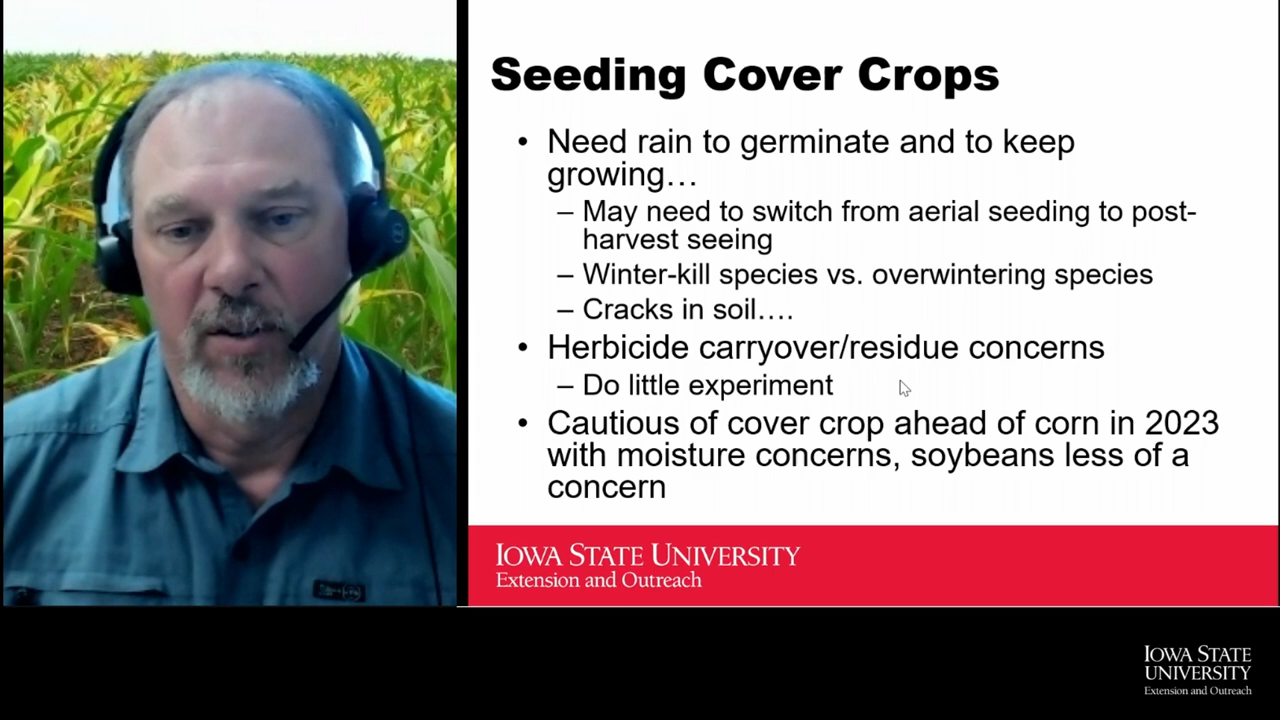 Seeding Cover Crops
• Need rain to germinate and to keep
growing…
– May need to switch from aerial seeding to post-
harvest seeing
– Winter-kill species vs. overwintering species
– Cracks in soil….
• Herbicide carryover/residue concerns
– Do little experiment
• Cautious of cover crop ahead of corn in 2023
with moisture concerns, soybeans less of a
concern
IOWA STATE UNIVERSITY
Extension and Outreach
IOWA STATE
UNIVERSITY
Extension and Outreach